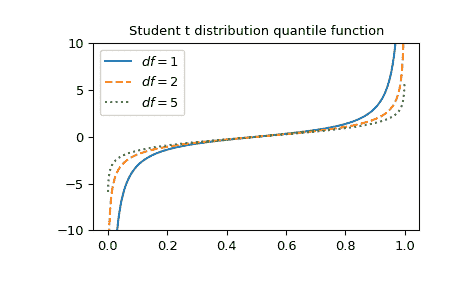 Student t distribution quantile function
10
5
0
−5
−10
df = 1
df = 2
df = 5
0.0 0.2 0.4 0.6 0.8 1.0